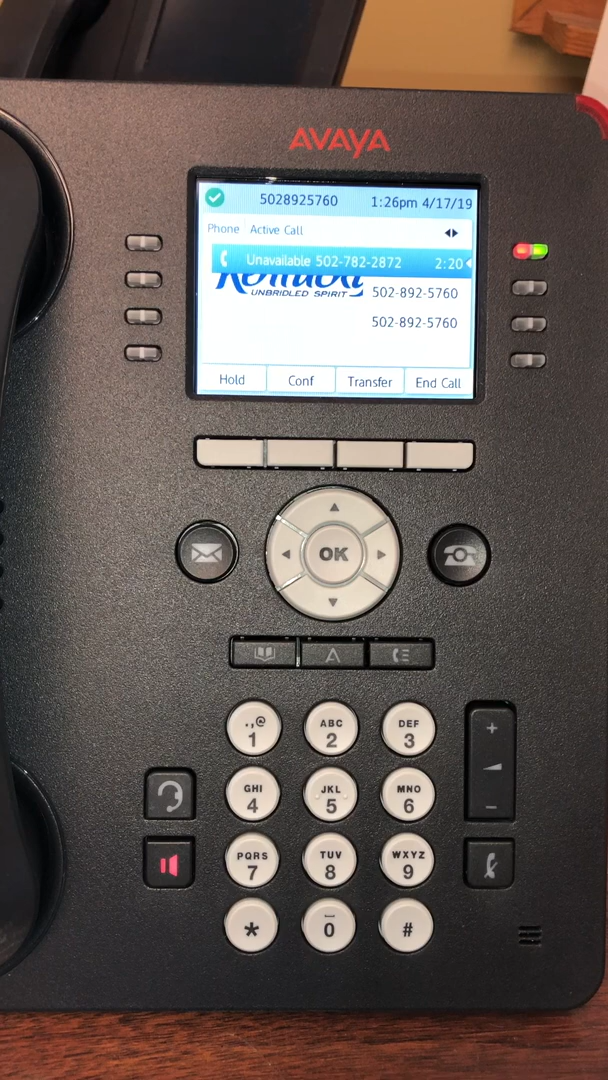 AVAYA
5028925760 1:26pm 4/17/19
Phone Active Call
Unavailable 502-782-2872 2:20
UNBRIDLED SPIRIT 502-892-5760
502-892-5760
Hold Conf Transfer End Call
OK
.,@ ABC DEF
1 2 3
+
GHI JKL MNO
4 5 6
−
PQRS TUV WXYZ
7 8 9
* 0 #